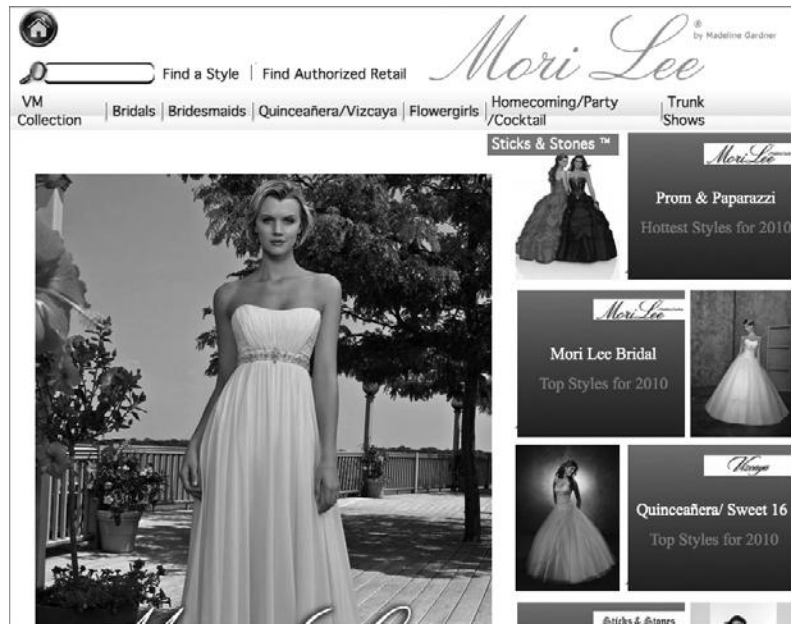 Mori Lee ®
by Madeline Gardner
Find a Style | Find Authorized Retail
VM Collection | Bridals | Bridesmaids | Quinceañera/Vizcaya | Flowergirls | Homecoming/Party /Cocktail | Trunk Shows
Sticks & Stones ™
Mori Lee
Prom & Paparazzi
Hottest Styles for 2010
Mori Lee
Mori Lee Bridal
Top Styles for 2010
Vizcaya
Quinceañera/ Sweet 16
Top Styles for 2010
Sticks & Stones